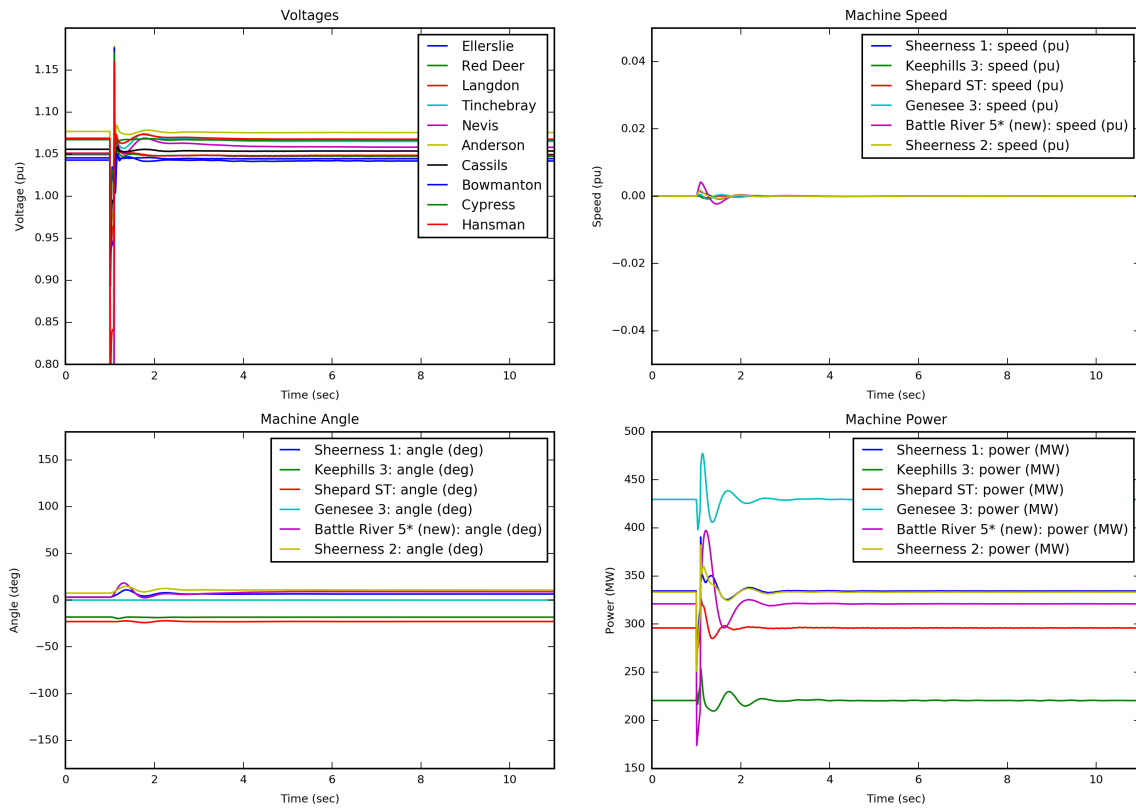 Voltages
1.15
1.10
1.05
1.00
0.95
0.90
0.85
0.80
Voltage (pu)
Ellerslie
Red Deer
Langdon
Tinchebray
Nevis
Anderson
Cassils
Bowmanton
Cypress
Hansman
0 2 4 6 8 10
Time (sec)
Machine Speed
0.04
0.02
0.00
−0.02
−0.04
Speed (pu)
Sheerness 1: speed (pu)
Keephills 3: speed (pu)
Shepard ST: speed (pu)
Genesee 3: speed (pu)
Battle River 5* (new): speed (pu)
Sheerness 2: speed (pu)
0 2 4 6 8 10
Time (sec)
Machine Angle
150
100
50
0
−50
−100
−150
Angle (deg)
Sheerness 1: angle (deg)
Keephills 3: angle (deg)
Shepard ST: angle (deg)
Genesee 3: angle (deg)
Battle River 5* (new): angle (deg)
Sheerness 2: angle (deg)
0 2 4 6 8 10
Time (sec)
Machine Power
500
450
400
350
300
250
200
150
Power (MW)
Sheerness 1: power (MW)
Keephills 3: power (MW)
Shepard ST: power (MW)
Genesee 3: power (MW)
Battle River 5* (new): power (MW)
Sheerness 2: power (MW)
0 2 4 6 8 10
Time (sec)